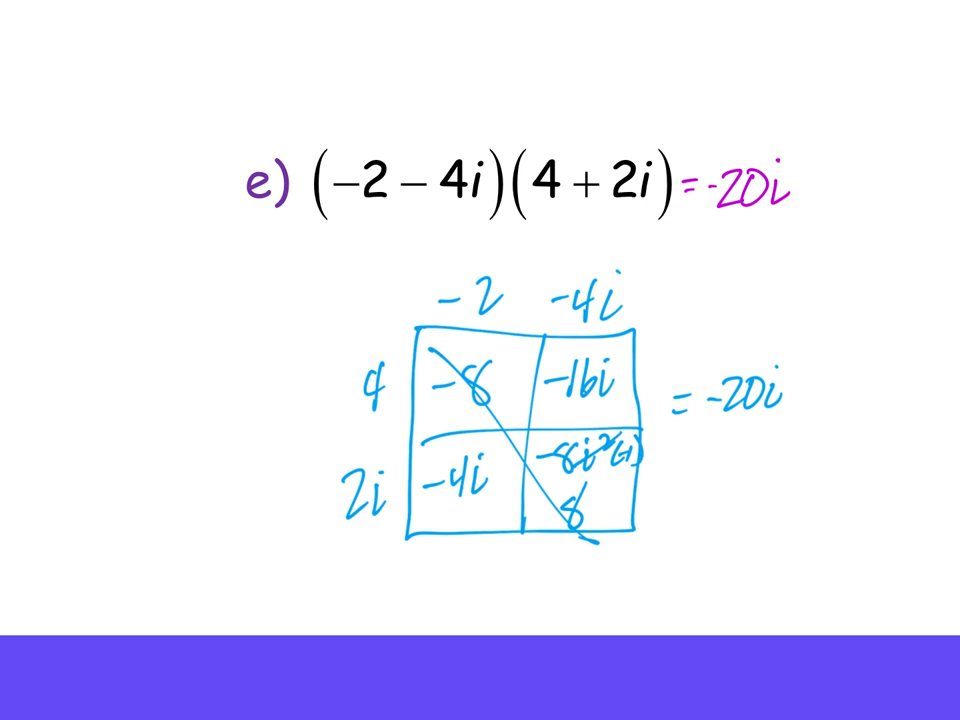 e) (−2 − 4i)(4 + 2i) = -20i
-2 -4i
4 -8 -16i = -20i
2i -4i -8i²(-1)
8